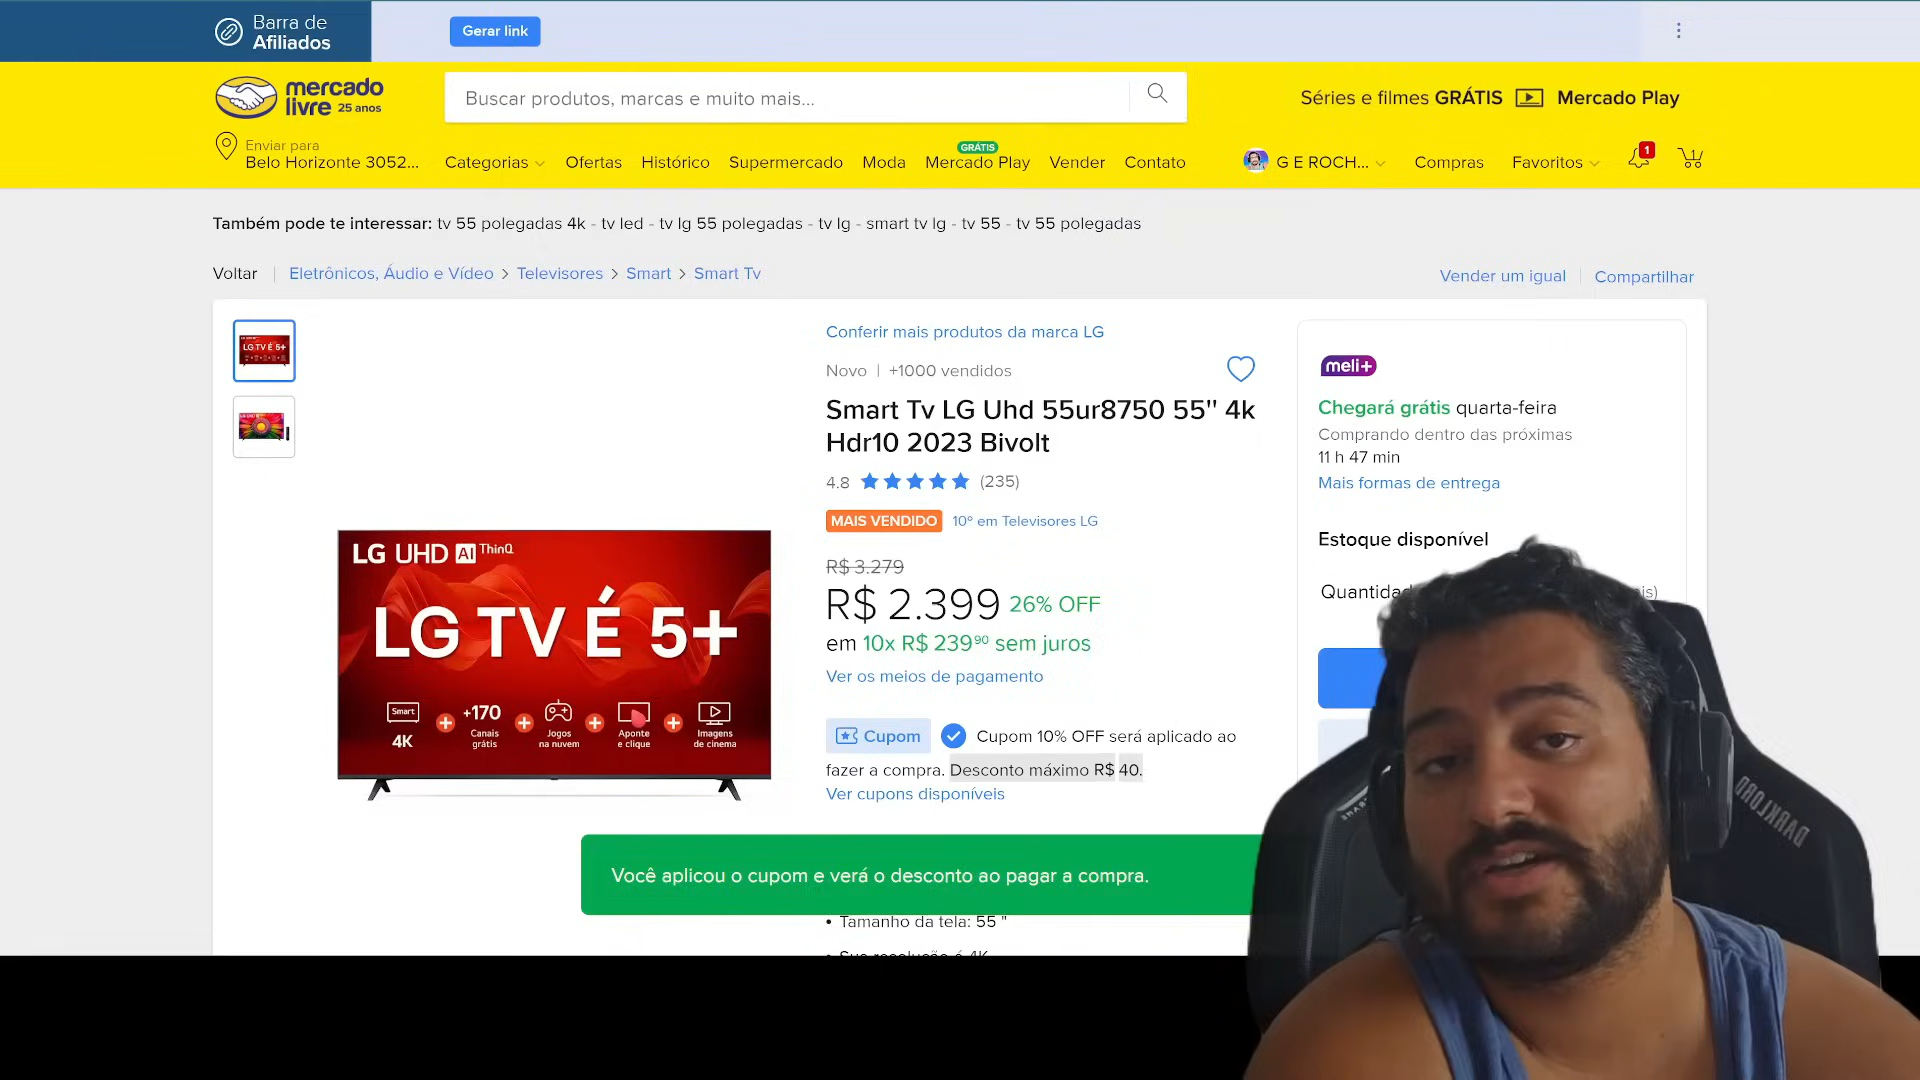 Barra de
Afiliados
Gerar link
mercado
livre 25 anos
Buscar produtos, marcas e muito mais...
Séries e filmes GRÁTIS Mercado Play
Enviar para
Belo Horizonte 3052...
Categorias
Ofertas
Histórico
Supermercado
Moda
GRÁTIS
Mercado Play
Vender
Contato
G E ROCH...
Compras
Favoritos
1
1
Também pode te interessar: tv 55 polegadas 4k - tv led - tv lg 55 polegadas - tv lg - smart tv lg - tv 55 - tv 55 polegadas
Voltar | Eletrônicos, Áudio e Vídeo > Televisores > Smart > Smart Tv
Vender um igual | Compartilhar
LG TV É 5+
LG UHD AI ThinQ
LG TV É 5+
Smart
4K
+170
Canais
grátis
Jogos
na nuvem
Aponte
e clique
Imagens
de cinema
Conferir mais produtos da marca LG
Novo | +1000 vendidos
Smart Tv LG Uhd 55ur8750 55'' 4k
Hdr10 2023 Bivolt
4.8 (235)
MAIS VENDIDO 10º em Televisores LG
R$ 3.279
R$ 2.399 26% OFF
em 10x R$ 239⁹⁰ sem juros
Ver os meios de pagamento
Cupom Cupom 10% OFF será aplicado ao
fazer a compra. Desconto máximo R$ 40.
Ver cupons disponíveis
Você aplicou o cupom e verá o desconto ao pagar a compra.
• Tamanho da tela: 55 "
• Sua resolução é 4K
meli+
Chegará grátis quarta-feira
Comprando dentro das próximas
11 h 47 min
Mais formas de entrega
Estoque disponível
DARKLORD